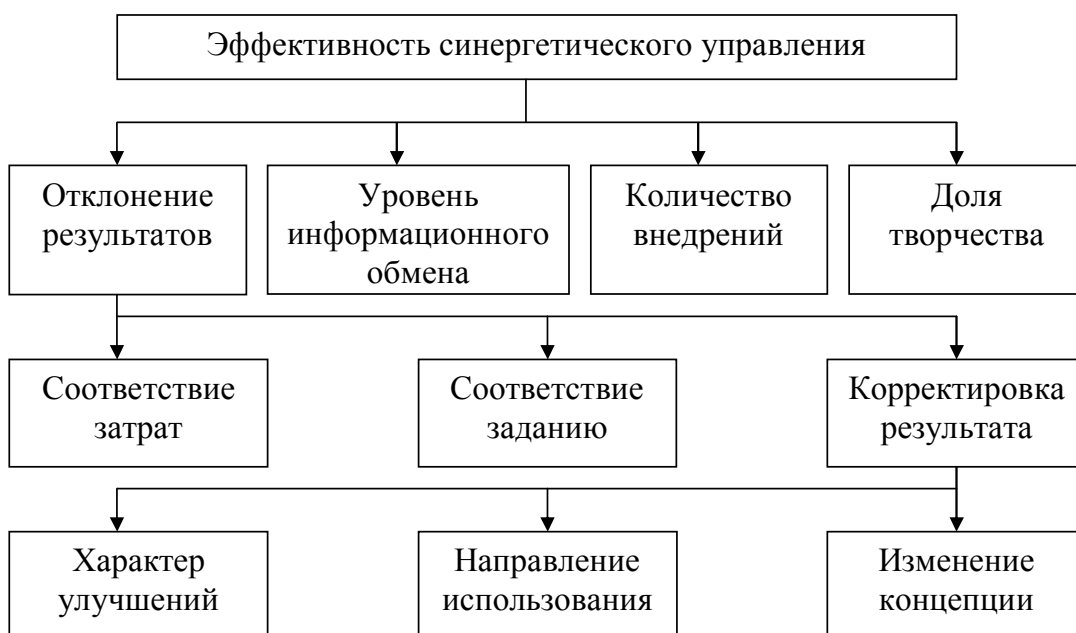 Эффективность синергетического управления
Отклонение
результатов
Уровень
информационного
обмена
Количество
внедрений
Доля
творчества
Соответствие
затрат
Соответствие
заданию
Корректировка
результата
Характер
улучшений
Направление
использования
Изменение
концепции